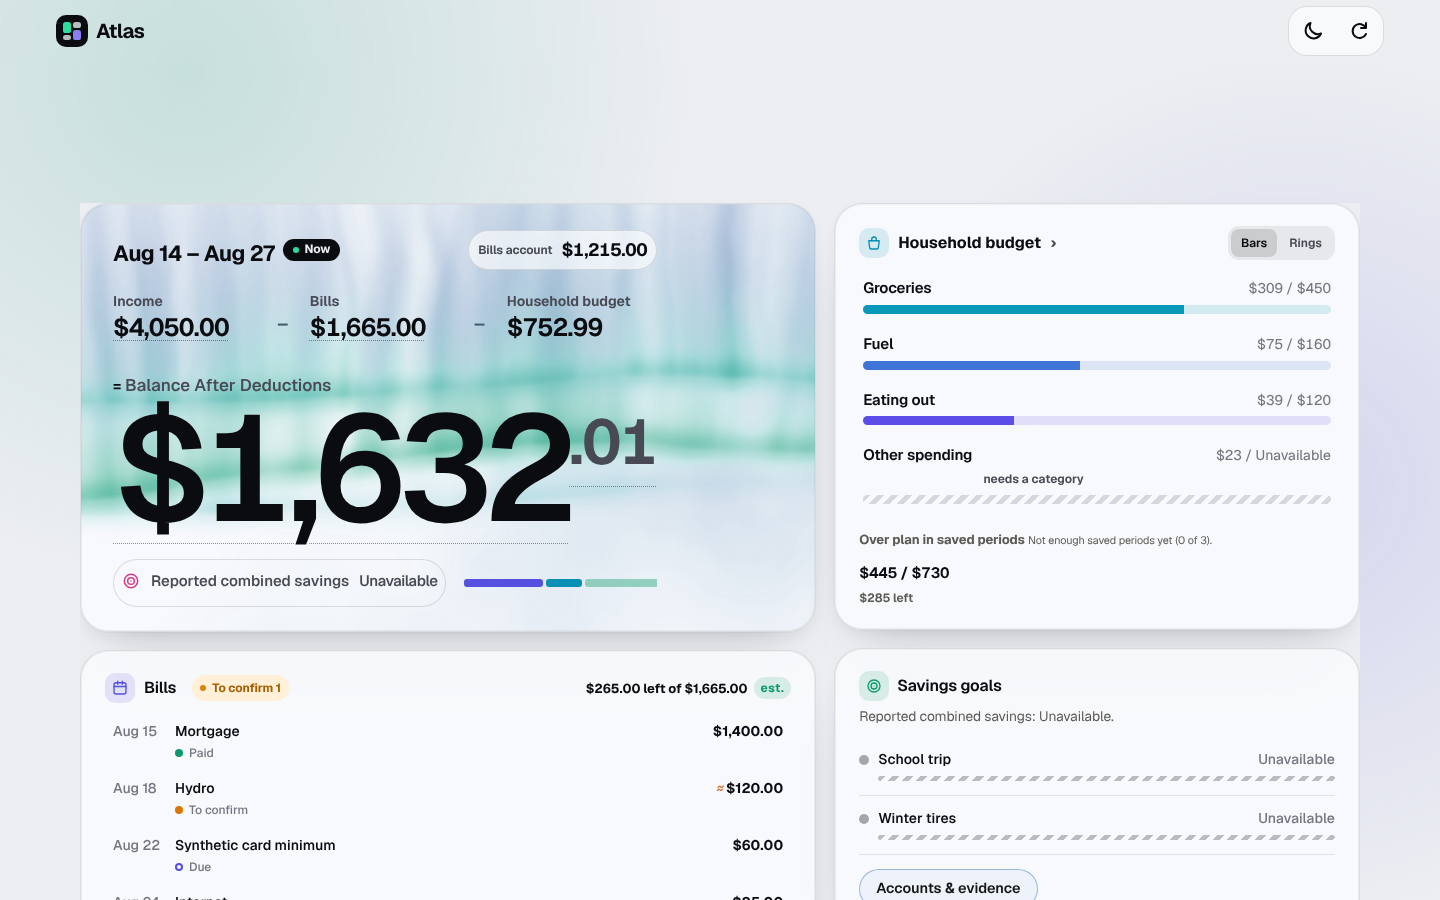 Atlas
Aug 14 – Aug 27 Now
Bills account $1,215.00
Income Bills Household budget
$4,050.00 – $1,665.00 – $752.99
= Balance After Deductions
$1,632.01
Reported combined savings Unavailable
Household budget ›
Bars Rings
Groceries $309 / $450
Fuel $75 / $160
Eating out $39 / $120
Other spending $23 / Unavailable
needs a category
Over plan in saved periods Not enough saved periods yet (0 of 3).
$445 / $730
$285 left
Bills To confirm 1 $265.00 left of $1,665.00 est.
Aug 15 Mortgage $1,400.00
Paid
Aug 18 Hydro ≈ $120.00
To confirm
Aug 22 Synthetic card minimum $60.00
Due
Savings goals
Reported combined savings: Unavailable.
School trip Unavailable
Winter tires Unavailable
Accounts & evidence